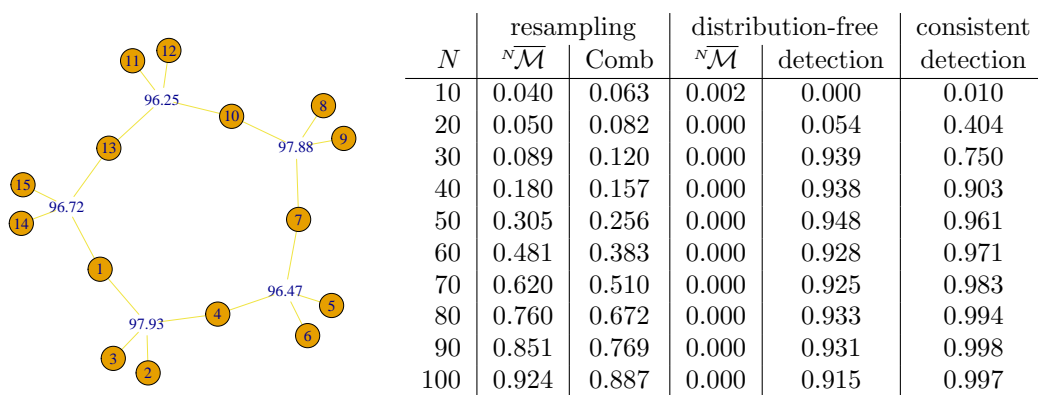 12
11
96.25
10
8
9
97.88
13
15
96.72
14
7
1
96.47
5
4
97.93
6
3
2
resampling distribution-free consistent
N ᴺM̅ Comb ᴺM̅ detection detection
10 0.040 0.063 0.002 0.000 0.010
20 0.050 0.082 0.000 0.054 0.404
30 0.089 0.120 0.000 0.939 0.750
40 0.180 0.157 0.000 0.938 0.903
50 0.305 0.256 0.000 0.948 0.961
60 0.481 0.383 0.000 0.928 0.971
70 0.620 0.510 0.000 0.925 0.983
80 0.760 0.672 0.000 0.933 0.994
90 0.851 0.769 0.000 0.931 0.998
100 0.924 0.887 0.000 0.915 0.997